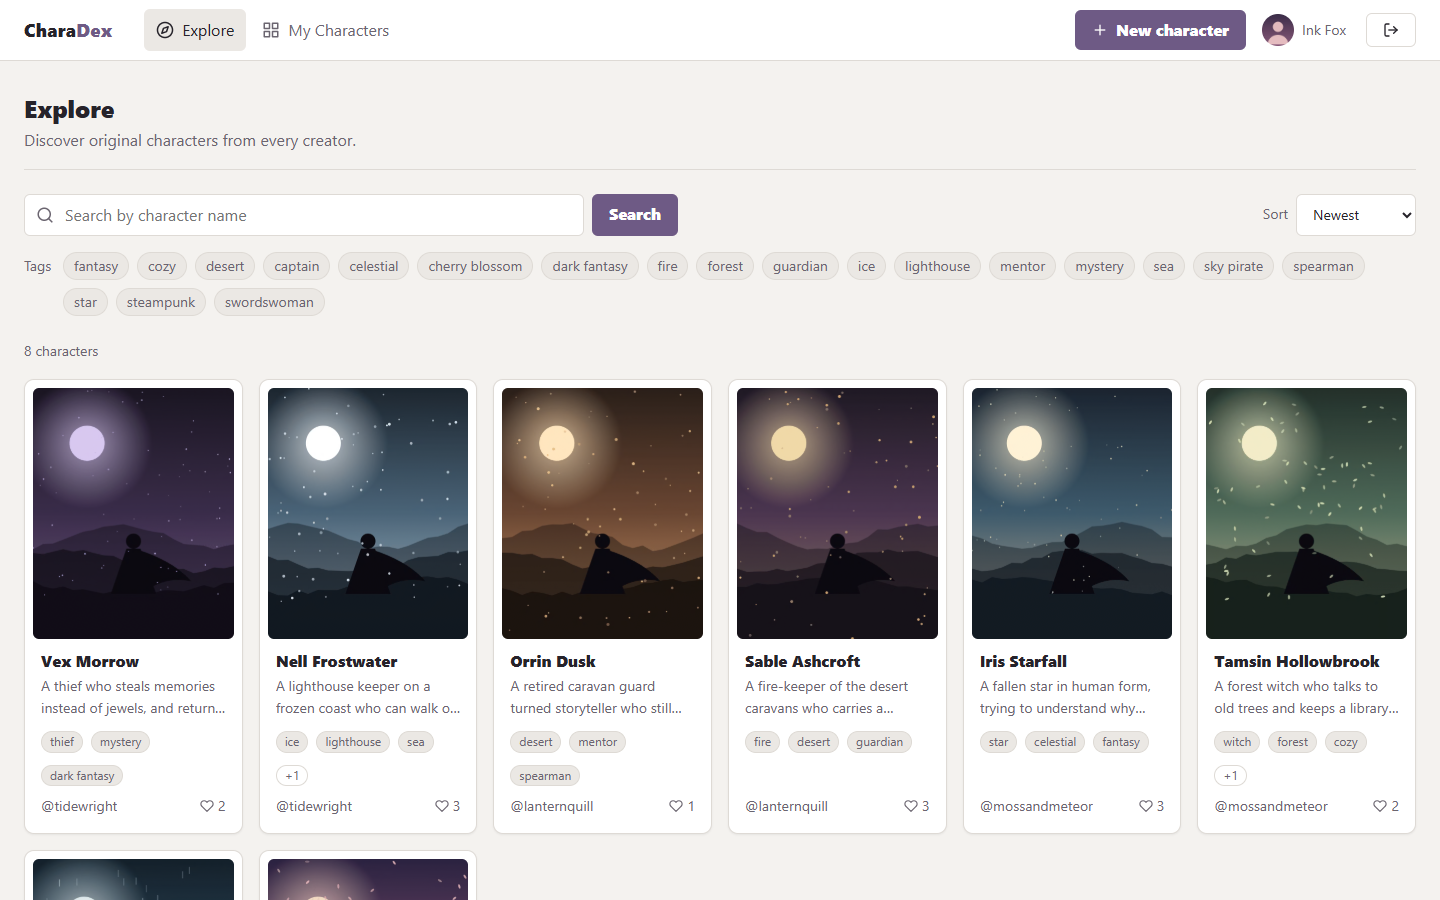 CharaDex
Explore
My Characters
New character
Ink Fox
Explore
Discover original characters from every creator.
Search by character name
Search
Sort
Newest
Tags
fantasy
cozy
desert
captain
celestial
cherry blossom
dark fantasy
fire
forest
guardian
ice
lighthouse
mentor
mystery
sea
sky pirate
spearman
star
steampunk
swordswoman
8 characters
Vex Morrow
A thief who steals memories
instead of jewels, and return...
thief
mystery
dark fantasy
@tidewright
2
Nell Frostwater
A lighthouse keeper on a
frozen coast who can walk o...
ice
lighthouse
sea
+1
@tidewright
3
Orrin Dusk
A retired caravan guard
turned storyteller who still...
desert
mentor
spearman
@lanternquill
1
Sable Ashcroft
A fire-keeper of the desert
caravans who carries a...
fire
desert
guardian
@lanternquill
3
Iris Starfall
A fallen star in human form,
trying to understand why...
star
celestial
fantasy
@mossandmeteor
3
Tamsin Hollowbrook
A forest witch who talks to
old trees and keeps a library...
witch
forest
cozy
+1
@mossandmeteor
2